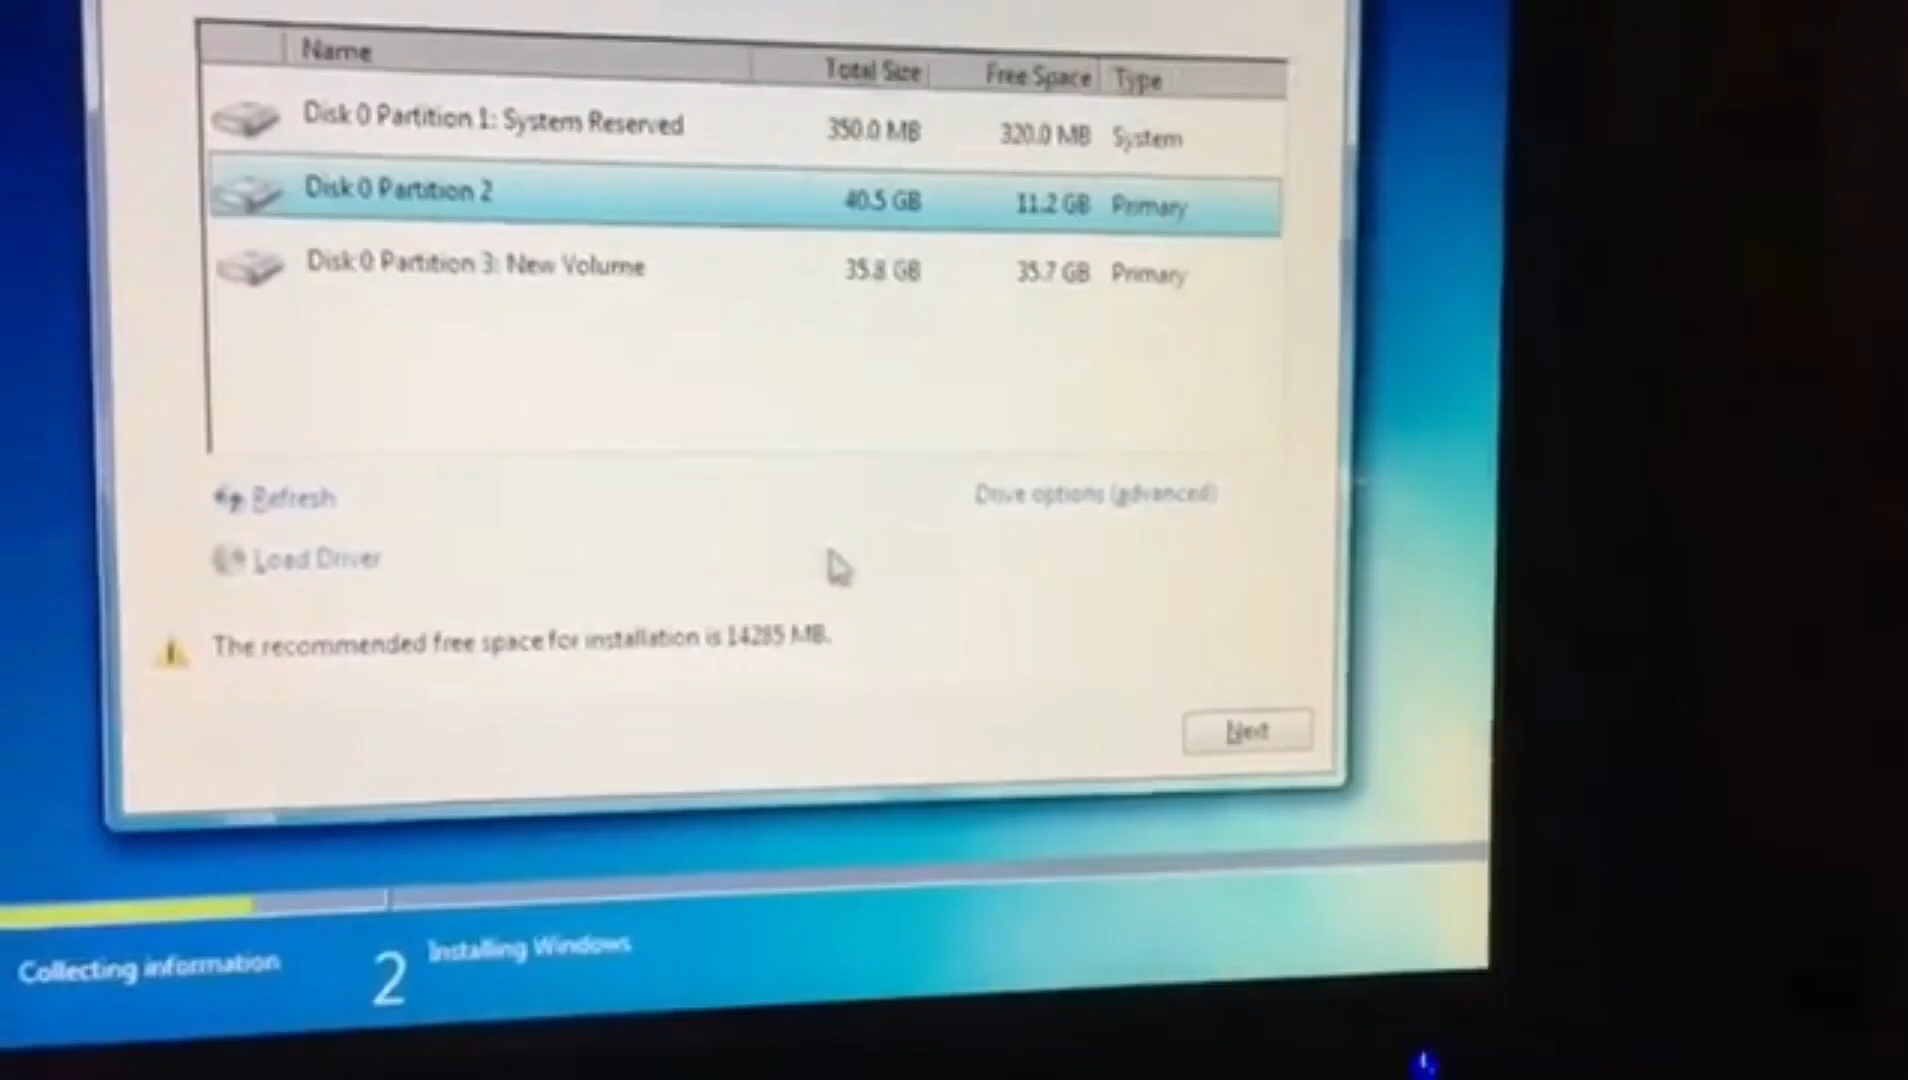 Name Total Size Free Space Type
Disk 0 Partition 1: System Reserved 350.0 MB 320.0 MB System
Disk 0 Partition 2 40.5 GB 11.2 GB Primary
Disk 0 Partition 3: New Volume 35.8 GB 35.7 GB Primary
Refresh Drive options (advanced)
Load Driver
The recommended free space for installation is 14285 MB.
Next
Collecting information 2 Installing Windows